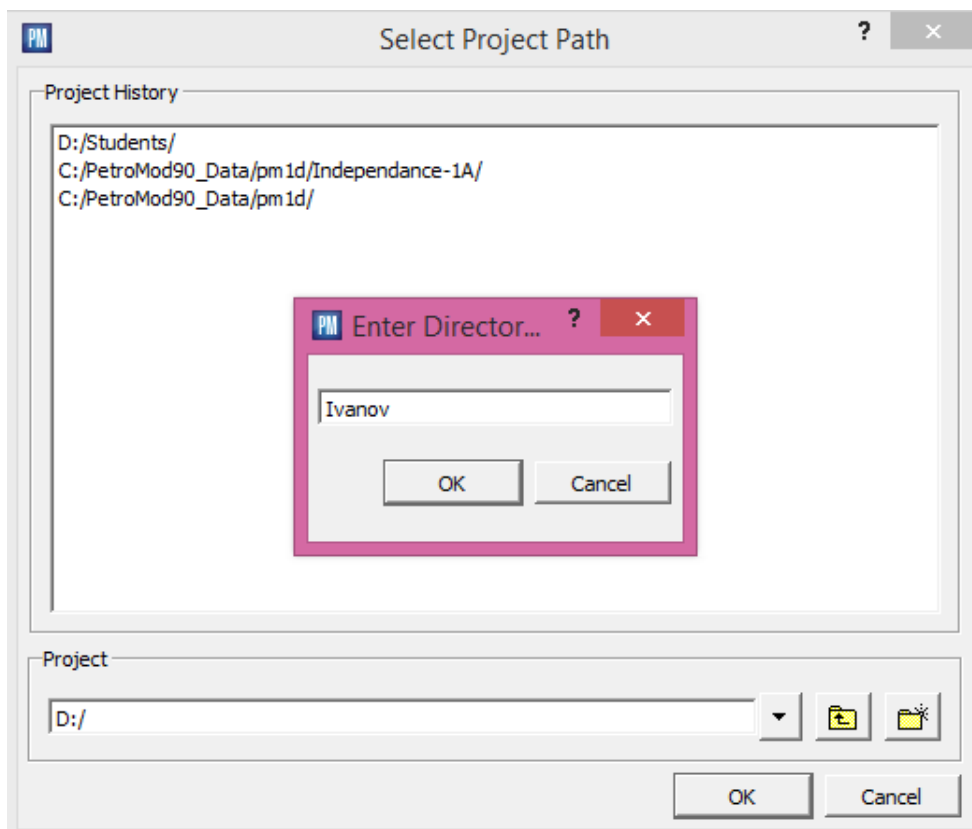 PM Select Project Path ? ×
Project History
D:/Students/
C:/PetroMod90_Data/pm1d/Independance-1A/
C:/PetroMod90_Data/pm1d/
PM Enter Director... ? ×
Ivanov
OK Cancel
Project
D:/
OK Cancel